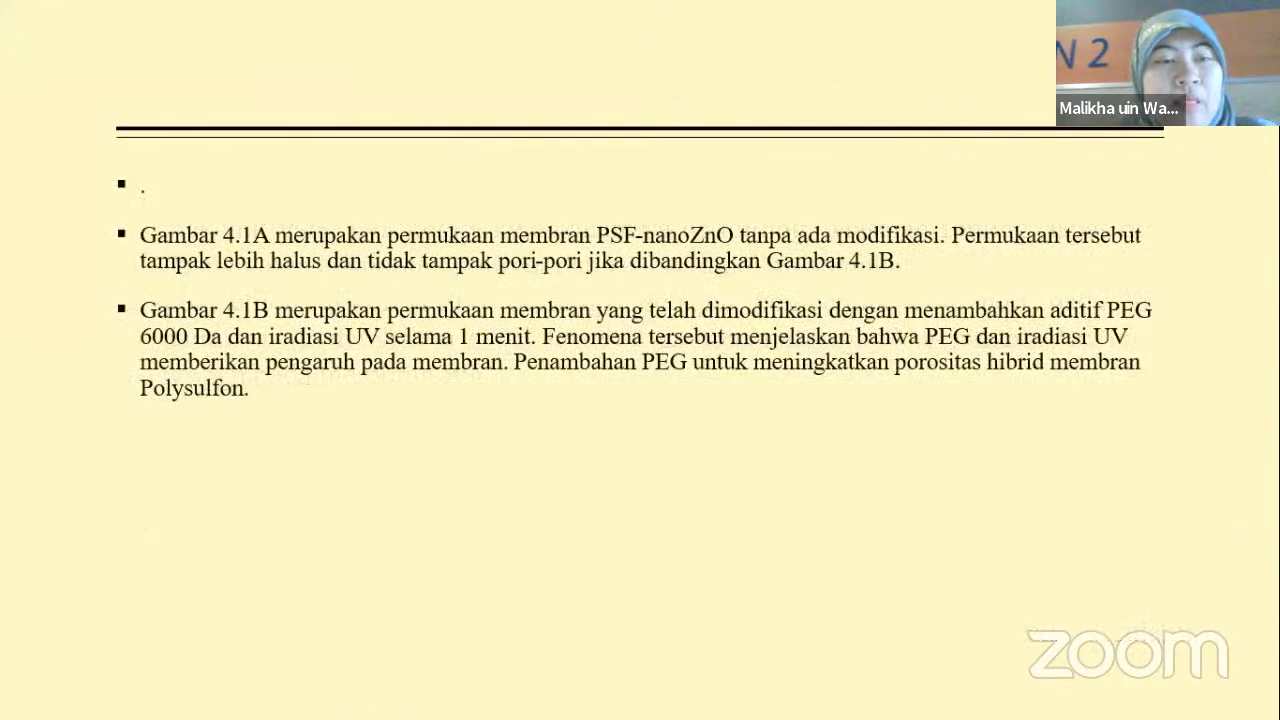 N 2
Malikha uin Wa...
.
Gambar 4.1A merupakan permukaan membran PSF-nanoZnO tanpa ada modifikasi. Permukaan tersebut
tampak lebih halus dan tidak tampak pori-pori jika dibandingkan Gambar 4.1B.
Gambar 4.1B merupakan permukaan membran yang telah dimodifikasi dengan menambahkan aditif PEG
6000 Da dan iradiasi UV selama 1 menit. Fenomena tersebut menjelaskan bahwa PEG dan iradiasi UV
memberikan pengaruh pada membran. Penambahan PEG untuk meningkatkan porositas hibrid membran
Polysulfon.
zoom